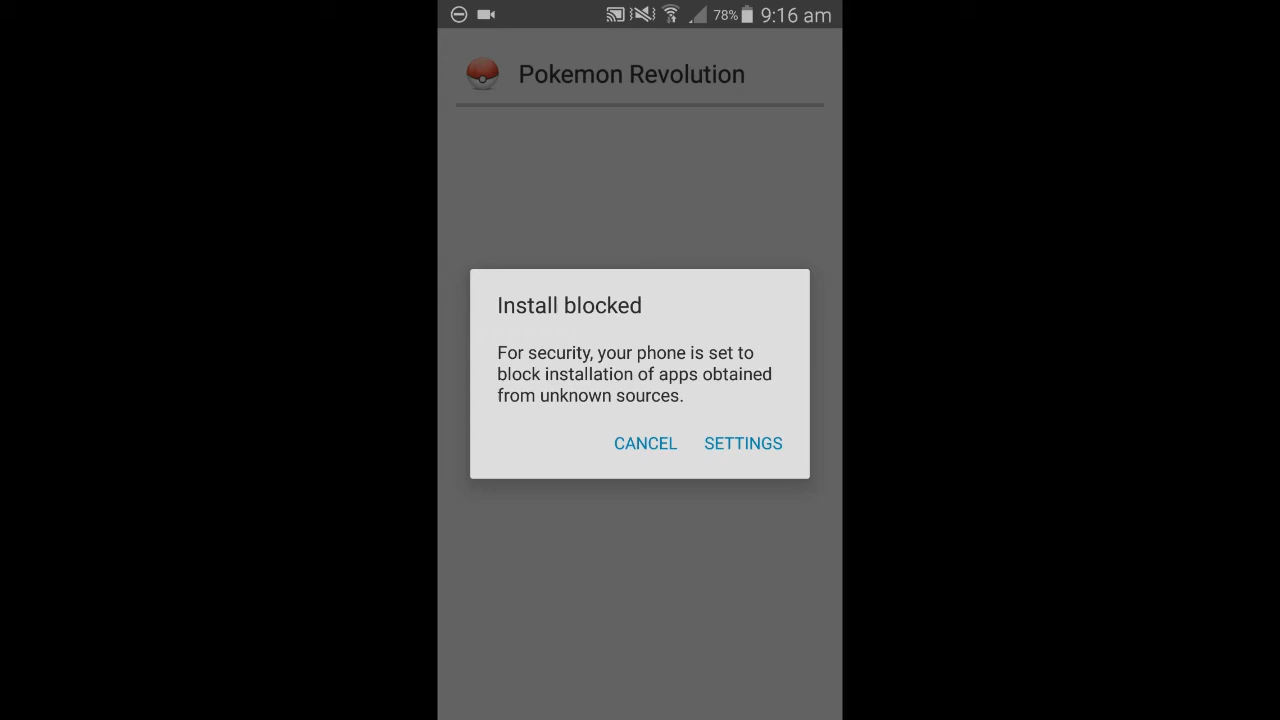 78% 9:16 am
Pokemon Revolution
Install blocked
For security, your phone is set to
block installation of apps obtained
from unknown sources.
CANCEL SETTINGS